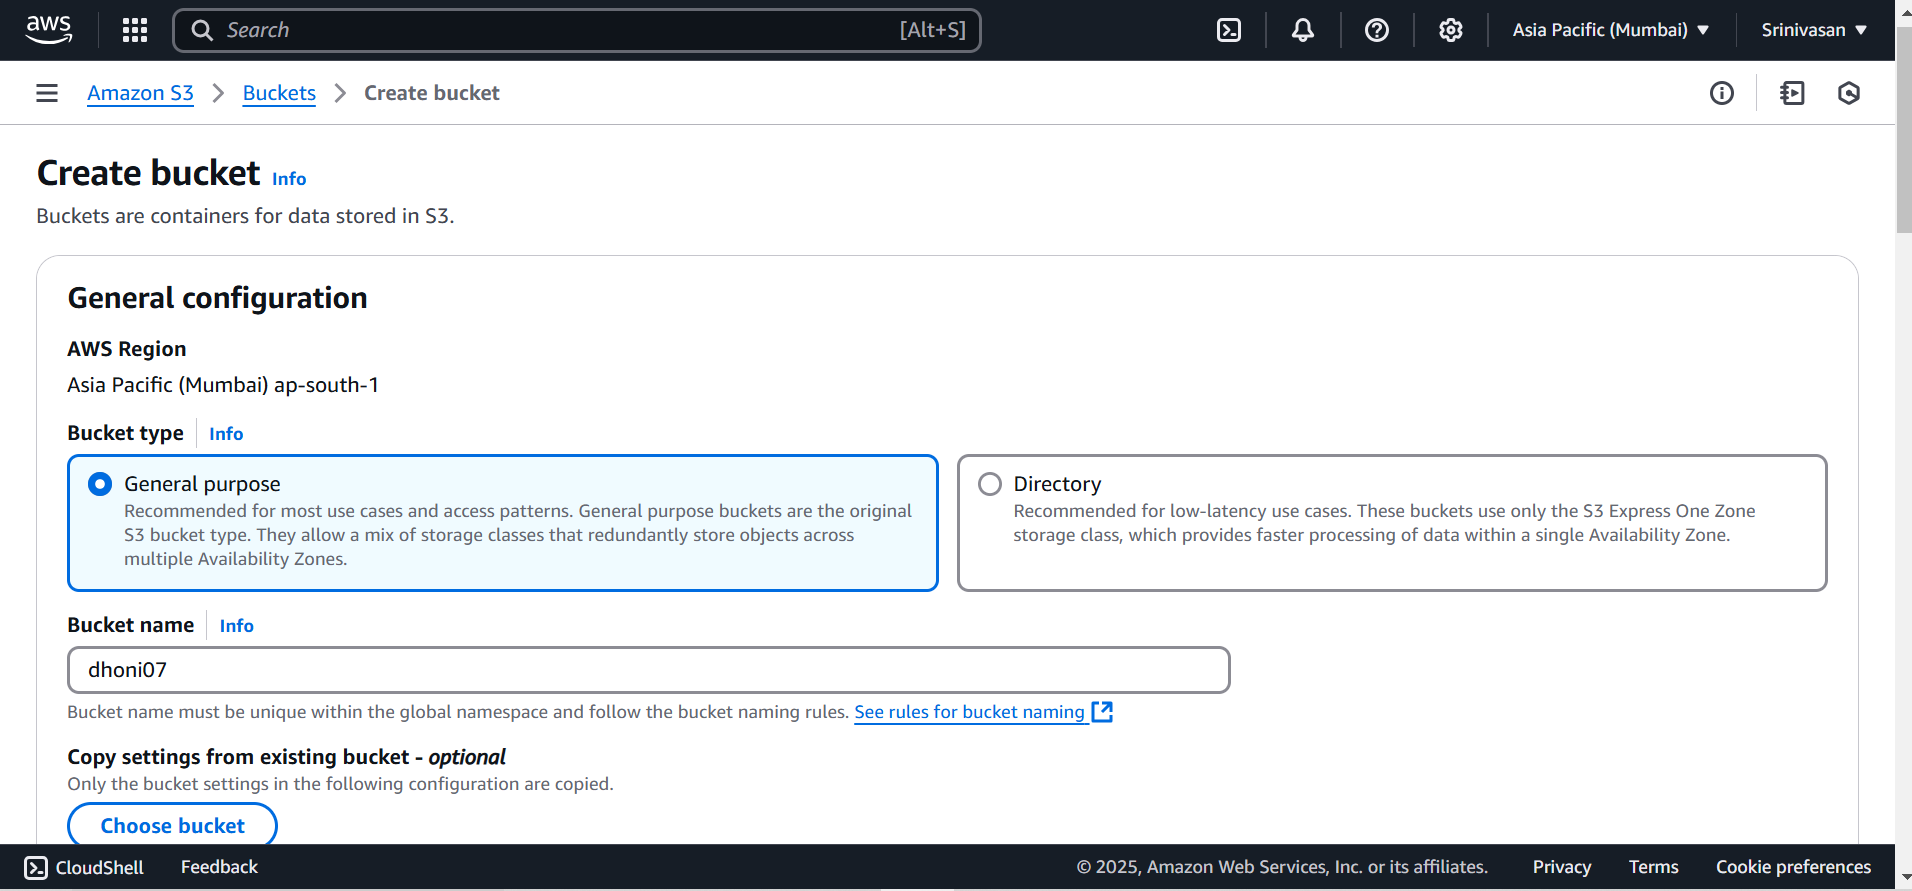 aws
Search [Alt+S]
Asia Pacific (Mumbai)
Srinivasan
Amazon S3
Buckets
Create bucket
Create bucket Info
Buckets are containers for data stored in S3.
General configuration
AWS Region
Asia Pacific (Mumbai) ap-south-1
Bucket type Info
General purpose
Recommended for most use cases and access patterns. General purpose buckets are the original
S3 bucket type. They allow a mix of storage classes that redundantly store objects across
multiple Availability Zones.
Directory
Recommended for low-latency use cases. These buckets use only the S3 Express One Zone
storage class, which provides faster processing of data within a single Availability Zone.
Bucket name Info
dhoni07
Bucket name must be unique within the global namespace and follow the bucket naming rules. See rules for bucket naming
Copy settings from existing bucket - optional
Only the bucket settings in the following configuration are copied.
Choose bucket
CloudShell
Feedback
© 2025, Amazon Web Services, Inc. or its affiliates.
Privacy
Terms
Cookie preferences